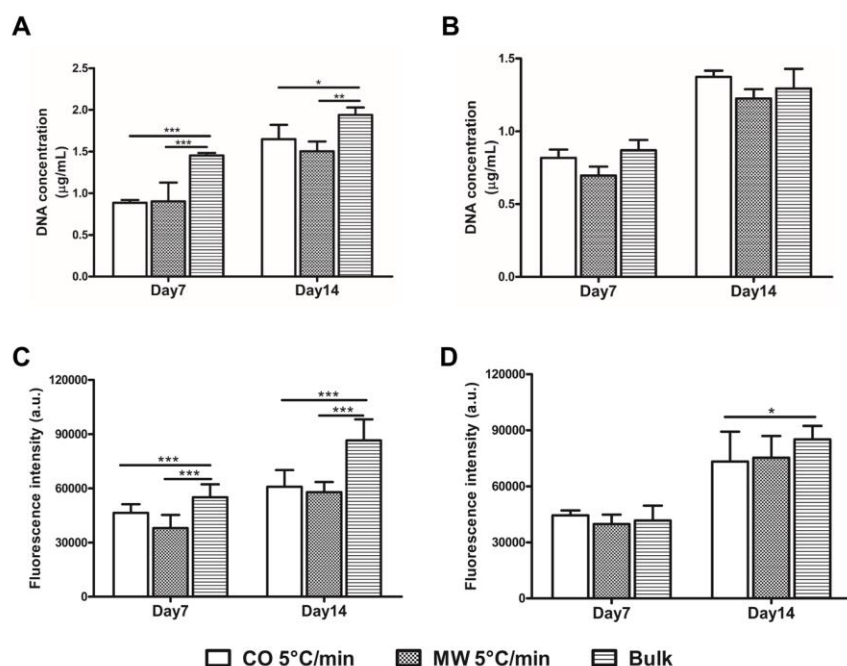 A
DNA concentration
(µg/mL)
2.5
2.0
1.5
1.0
0.5
0.0
***
***
*
**
Day7
Day14
B
DNA concentration
(µg/mL)
1.5
1.0
0.5
0.0
Day7
Day14
C
Fluorescence intensity (a.u.)
120000
90000
60000
30000
0
***
***
***
***
Day7
Day14
D
Fluorescence intensity (a.u.)
120000
90000
60000
30000
0
*
Day7
Day14
CO 5°C/min MW 5°C/min Bulk